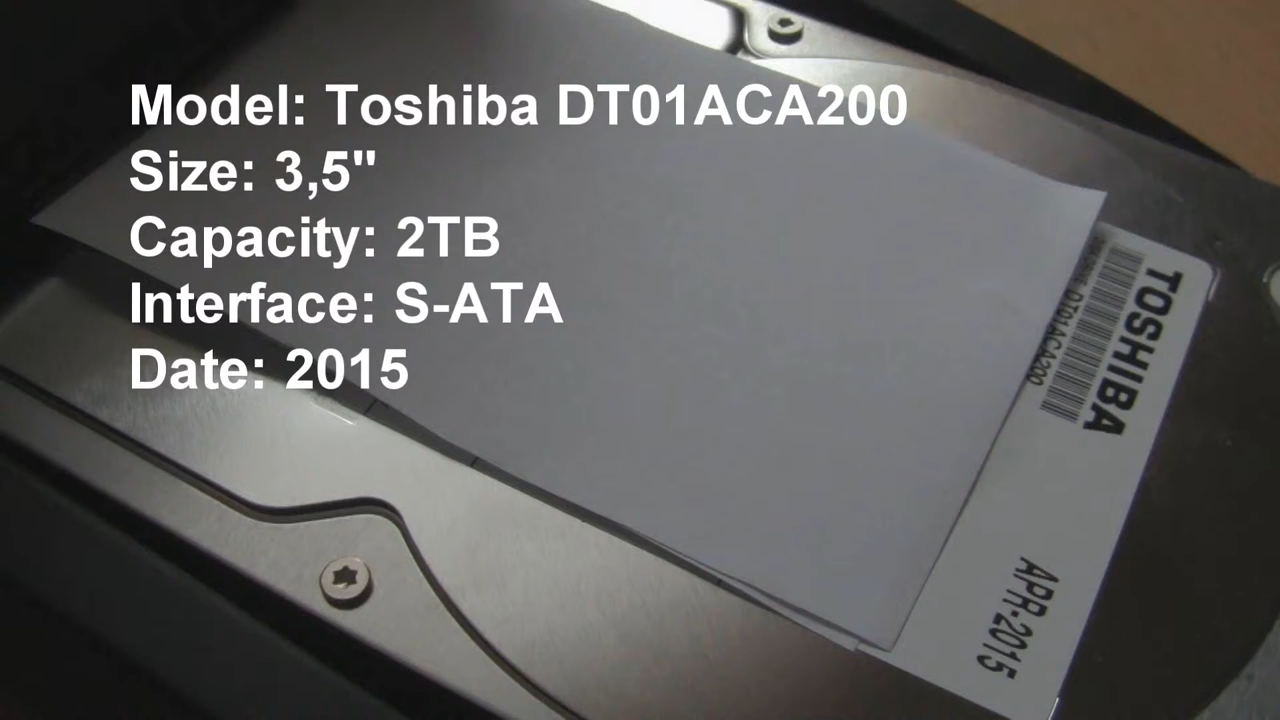 Model: Toshiba DT01ACA200
Size: 3,5"
Capacity: 2TB
Interface: S-ATA
Date: 2015
TOSHIBA
DT01ACA200
APR-2015